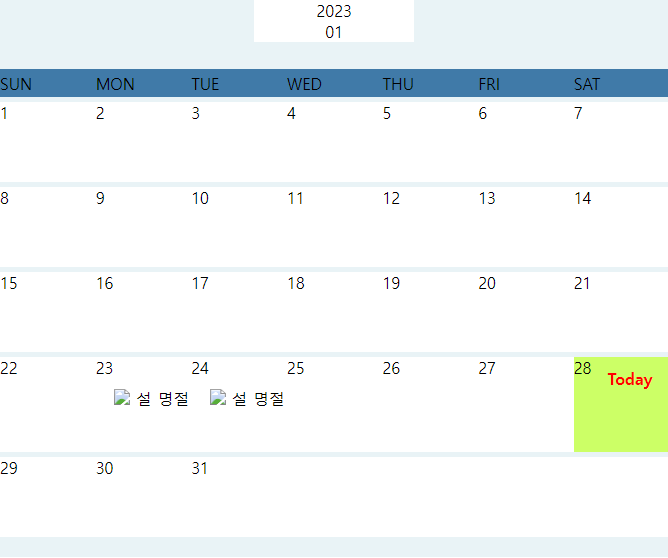 2023
01
SUN MON TUE WED THU FRI SAT
1 2 3 4 5 6 7
8 9 10 11 12 13 14
15 16 17 18 19 20 21
22 23 24 25 26 27 28
Today
설 명절 설 명절
29 30 31